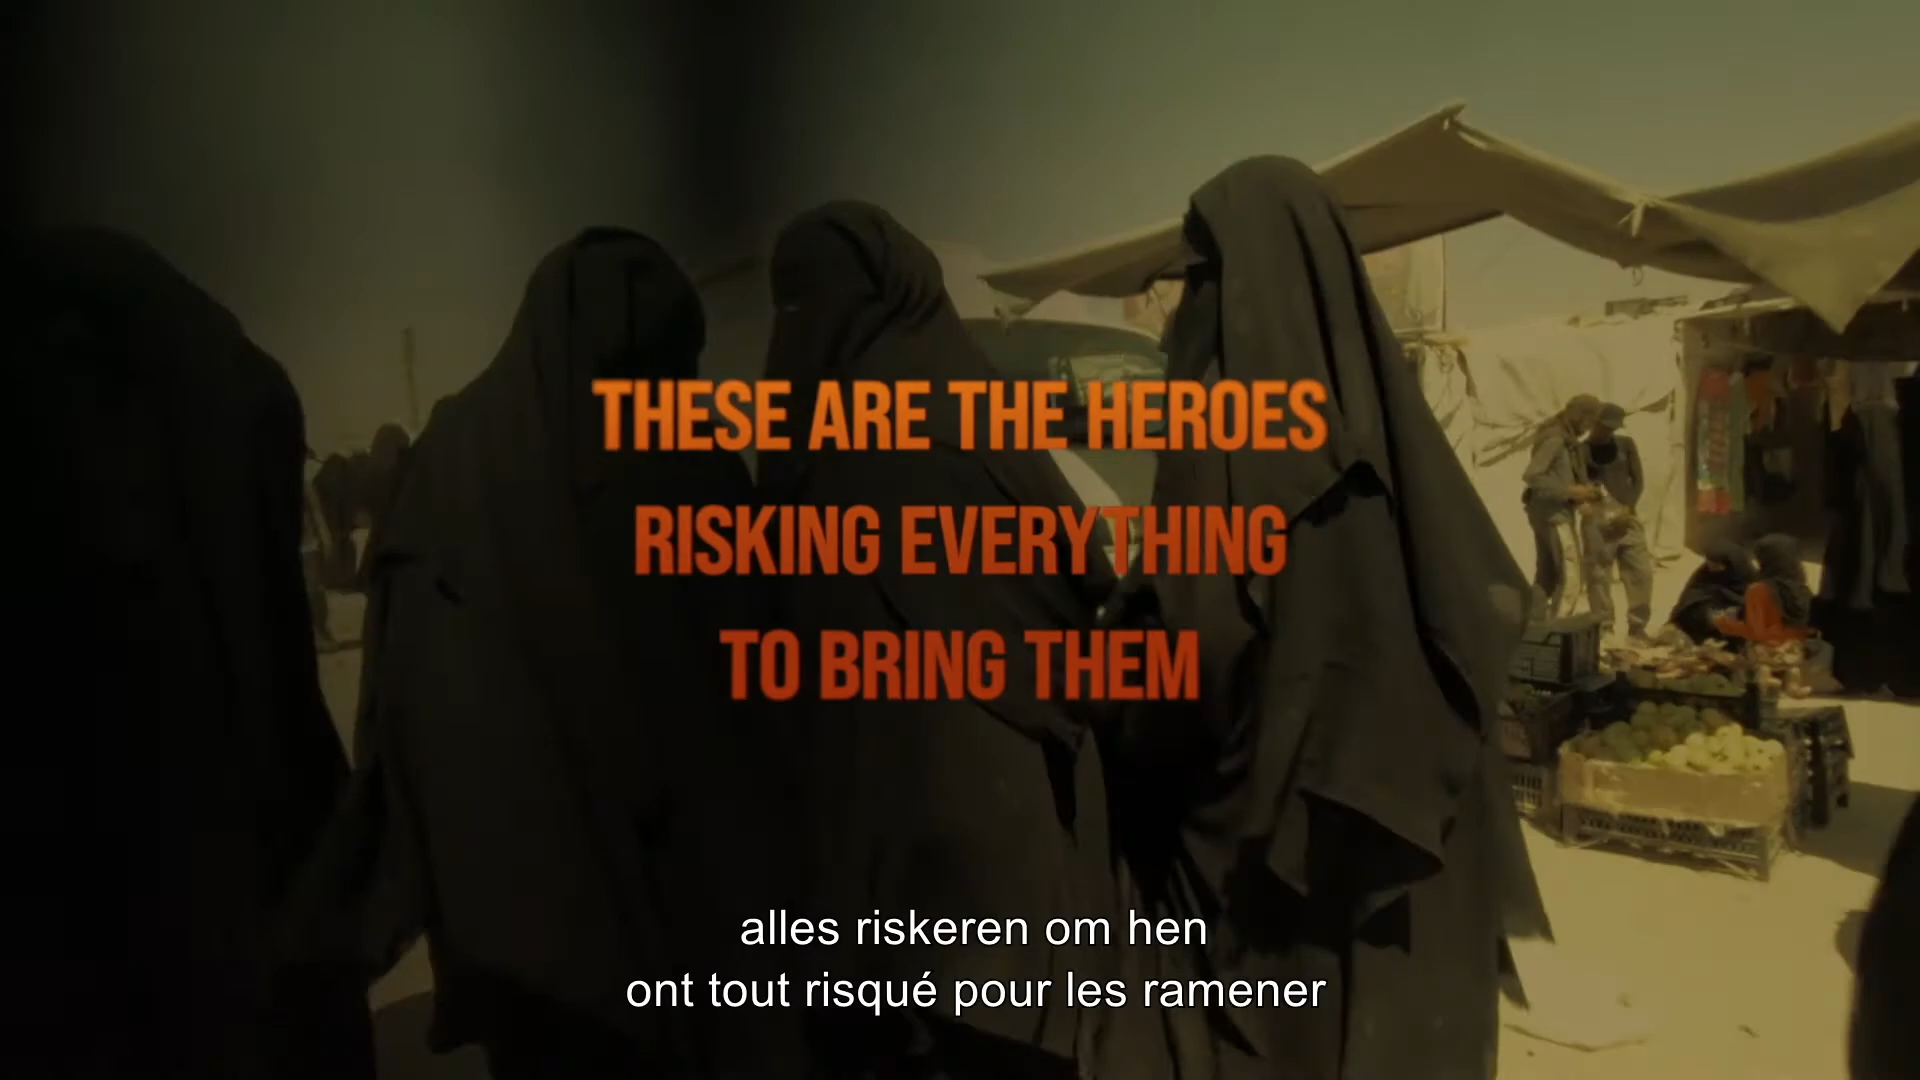 THESE ARE THE HEROES
RISKING EVERYTHING
TO BRING THEM
alles riskeren om hen
ont tout risqué pour les ramener